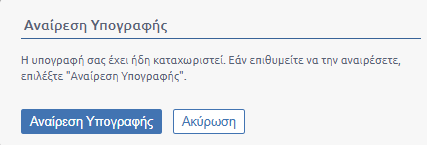 Αναίρεση Υπογραφής
Η υπογραφή σας έχει ήδη καταχωριστεί. Εάν επιθυμείτε να την αναιρέσετε,
επιλέξτε "Αναίρεση Υπογραφής".
Αναίρεση Υπογραφής Ακύρωση